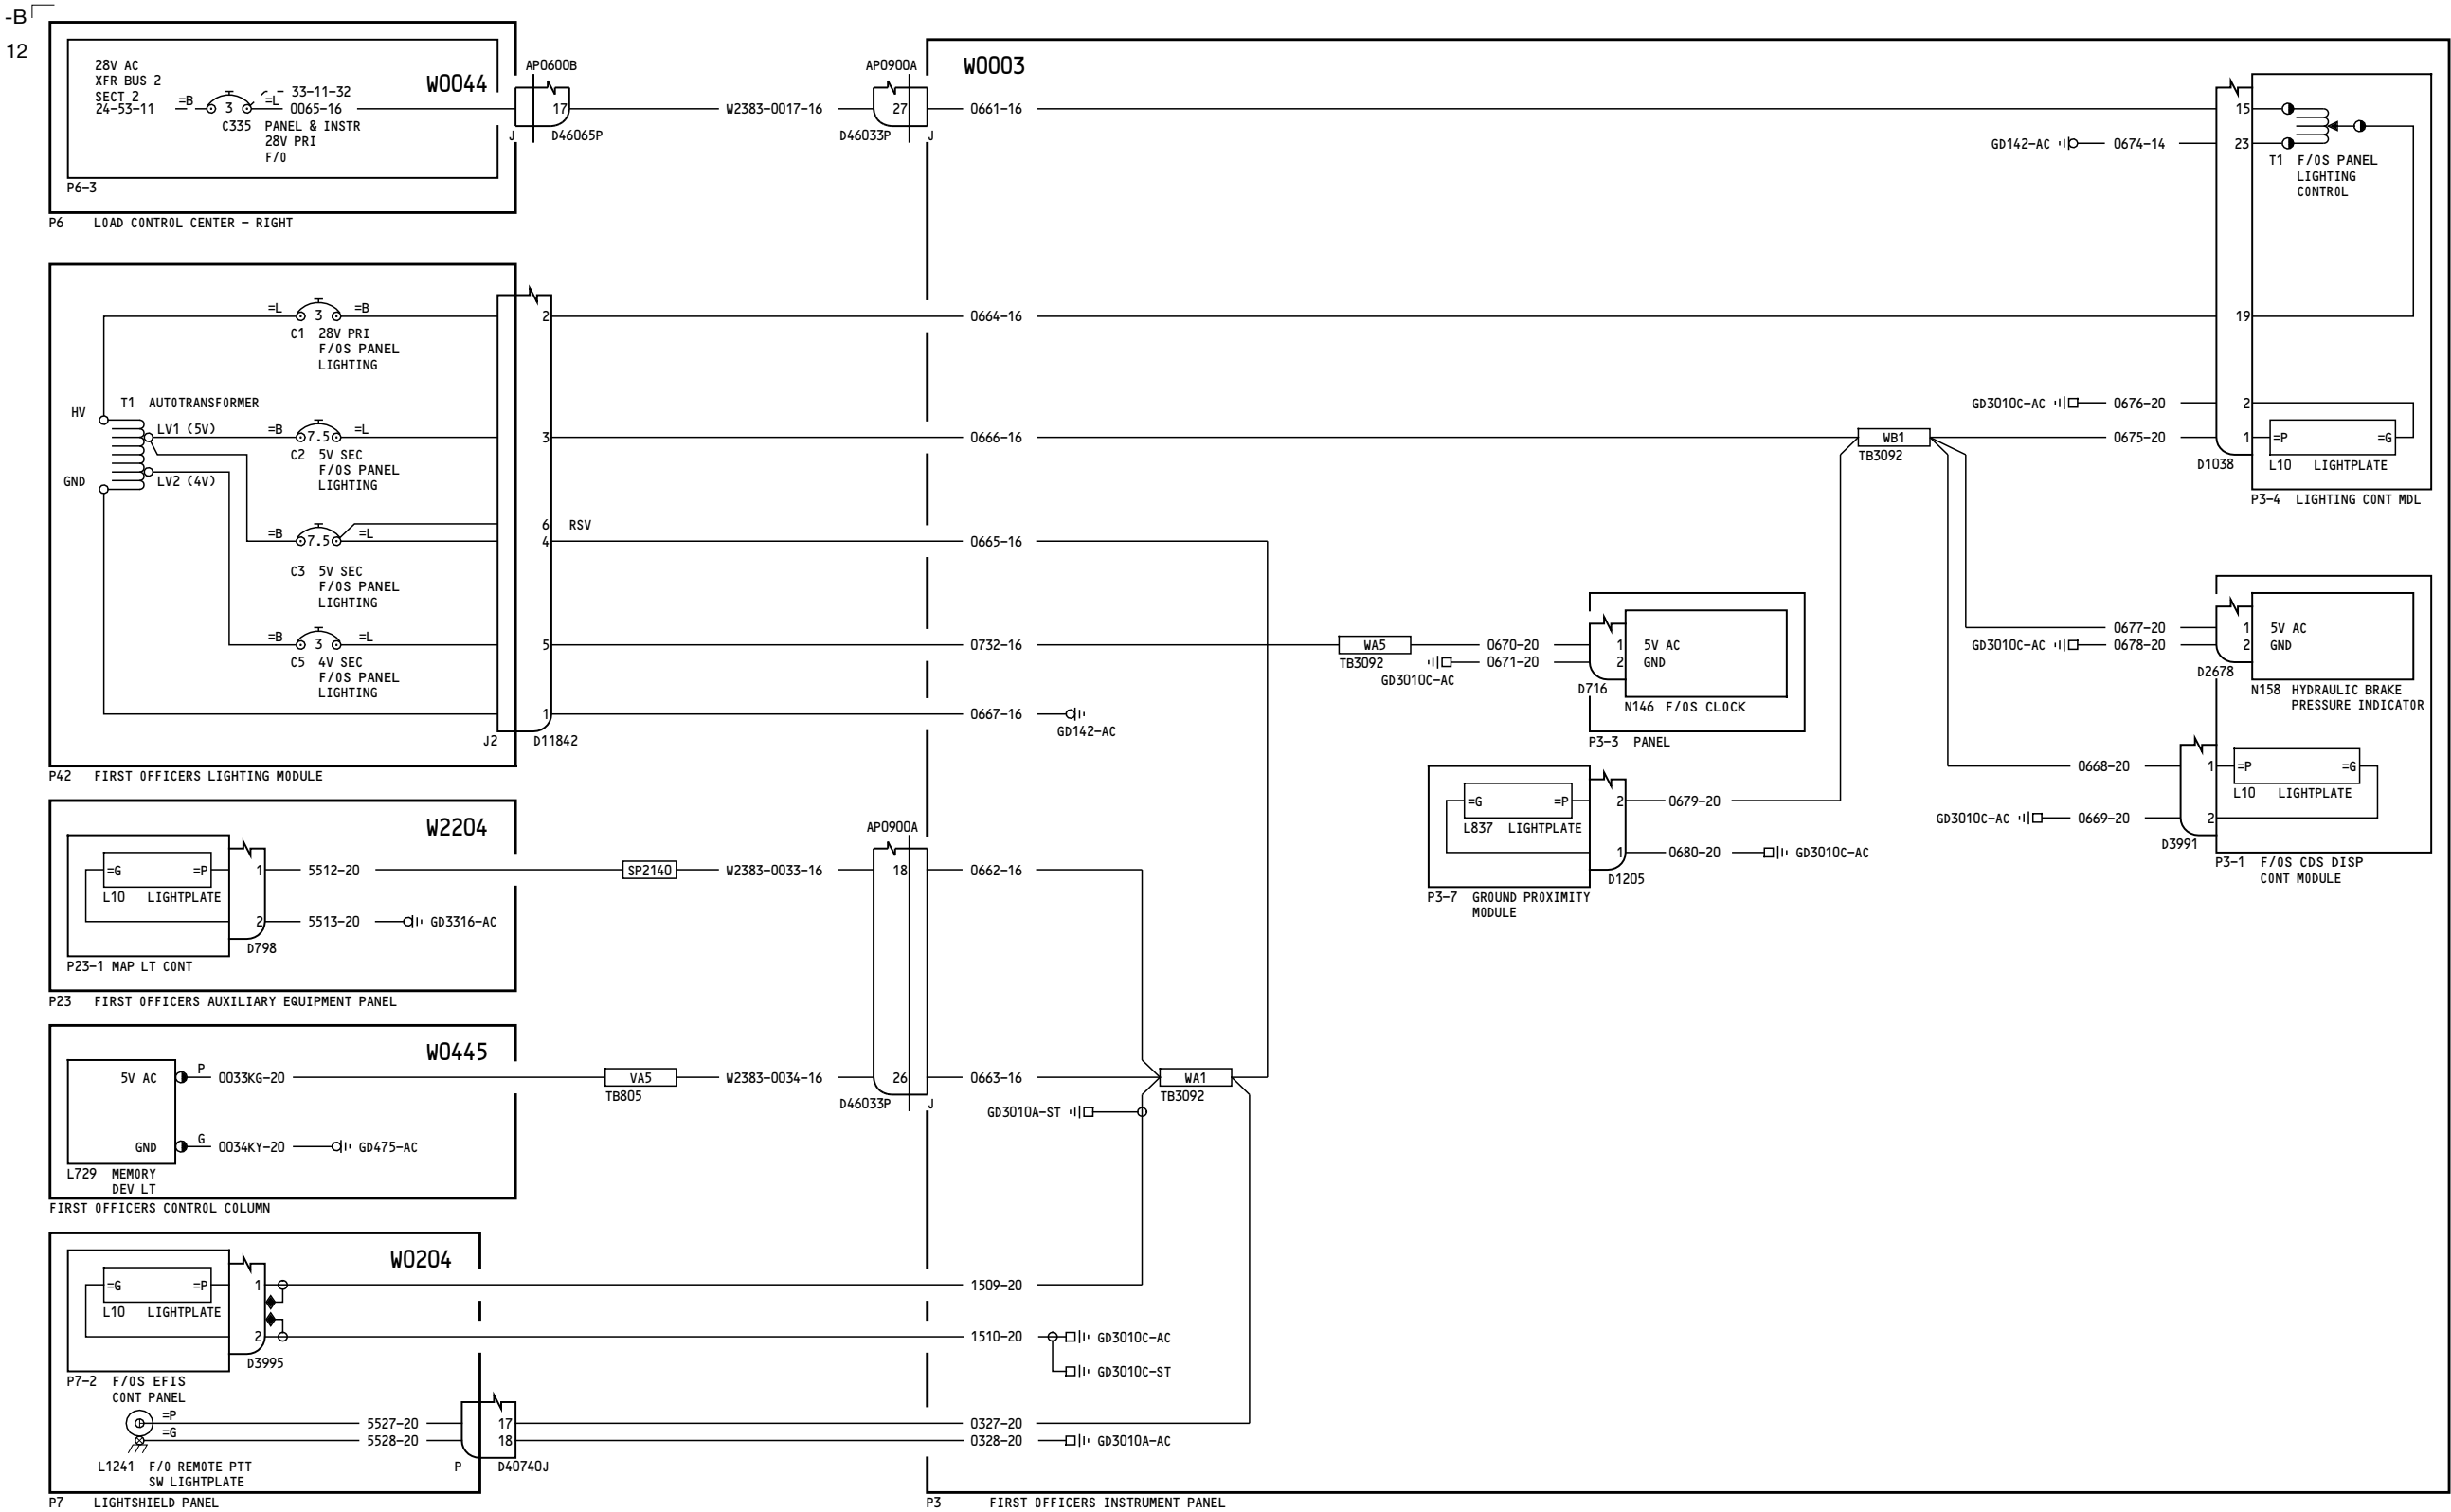 -B
12
28V AC
XFR BUS 2
SECT 2
24-53-11
=B
3
=L
33-11-32
0065-16
C335 PANEL & INSTR
28V PRI
F/O
W0044
P6-3
P6 LOAD CONTROL CENTER - RIGHT
AP0600B
17
J
D46065P
W2383-0017-16
AP0900A
27
D46033P
J
W0003
0661-16
15
GD142-AC
0674-14
23
T1 F/OS PANEL
LIGHTING
CONTROL
=L
3
=B
C1 28V PRI
F/OS PANEL
LIGHTING
2
0664-16
19
HV
T1 AUTOTRANSFORMER
LV1 (5V)
=B
7.5
=L
C2 5V SEC
F/OS PANEL
LIGHTING
3
0666-16
WB1
TB3092
GD3010C-AC
0676-20
2
0675-20
1
=P
=G
D1038
L10 LIGHTPLATE
P3-4 LIGHTING CONT MDL
GND
LV2 (4V)
=B
7.5
=L
C3 5V SEC
F/OS PANEL
LIGHTING
6
RSV
4
0665-16
=B
3
=L
C5 4V SEC
F/OS PANEL
LIGHTING
5
0732-16
WA5
TB3092
0670-20
1
5V AC
0671-20
2
GND
GD3010C-AC
D716
N146 F/OS CLOCK
P3-3 PANEL
0677-20
1
5V AC
GD3010C-AC
0678-20
2
GND
D2678
N158 HYDRAULIC BRAKE
PRESSURE INDICATOR
1
0667-16
GD142-AC
J2
D11842
P42 FIRST OFFICERS LIGHTING MODULE
0668-20
1
=P
=G
L10 LIGHTPLATE
GD3010C-AC
0669-20
2
D3991
P3-1 F/OS CDS DISP
CONT MODULE
=G
=P
2
0679-20
L837 LIGHTPLATE
1
0680-20
GD3010C-AC
D1205
P3-7 GROUND PROXIMITY
MODULE
W2204
=G
=P
1
5512-20
SP2140
W2383-0033-16
AP0900A
18
0662-16
L10 LIGHTPLATE
2
5513-20
GD3316-AC
D798
P23-1 MAP LT CONT
P23 FIRST OFFICERS AUXILIARY EQUIPMENT PANEL
W0445
5V AC
P
0033KG-20
VA5
TB805
W2383-0034-16
26
D46033P
J
0663-16
WA1
TB3092
GD3010A-ST
GND
G
0034KY-20
GD475-AC
L729 MEMORY
DEV LT
FIRST OFFICERS CONTROL COLUMN
W0204
=G
=P
1
1509-20
L10 LIGHTPLATE
2
1510-20
GD3010C-AC
GD3010C-ST
D3995
P7-2 F/OS EFIS
CONT PANEL
=P
5527-20
17
0327-20
=G
5528-20
18
0328-20
GD3010A-AC
L1241 F/O REMOTE PTT
SW LIGHTPLATE
P
D40740J
P7 LIGHTSHIELD PANEL
P3 FIRST OFFICERS INSTRUMENT PANEL